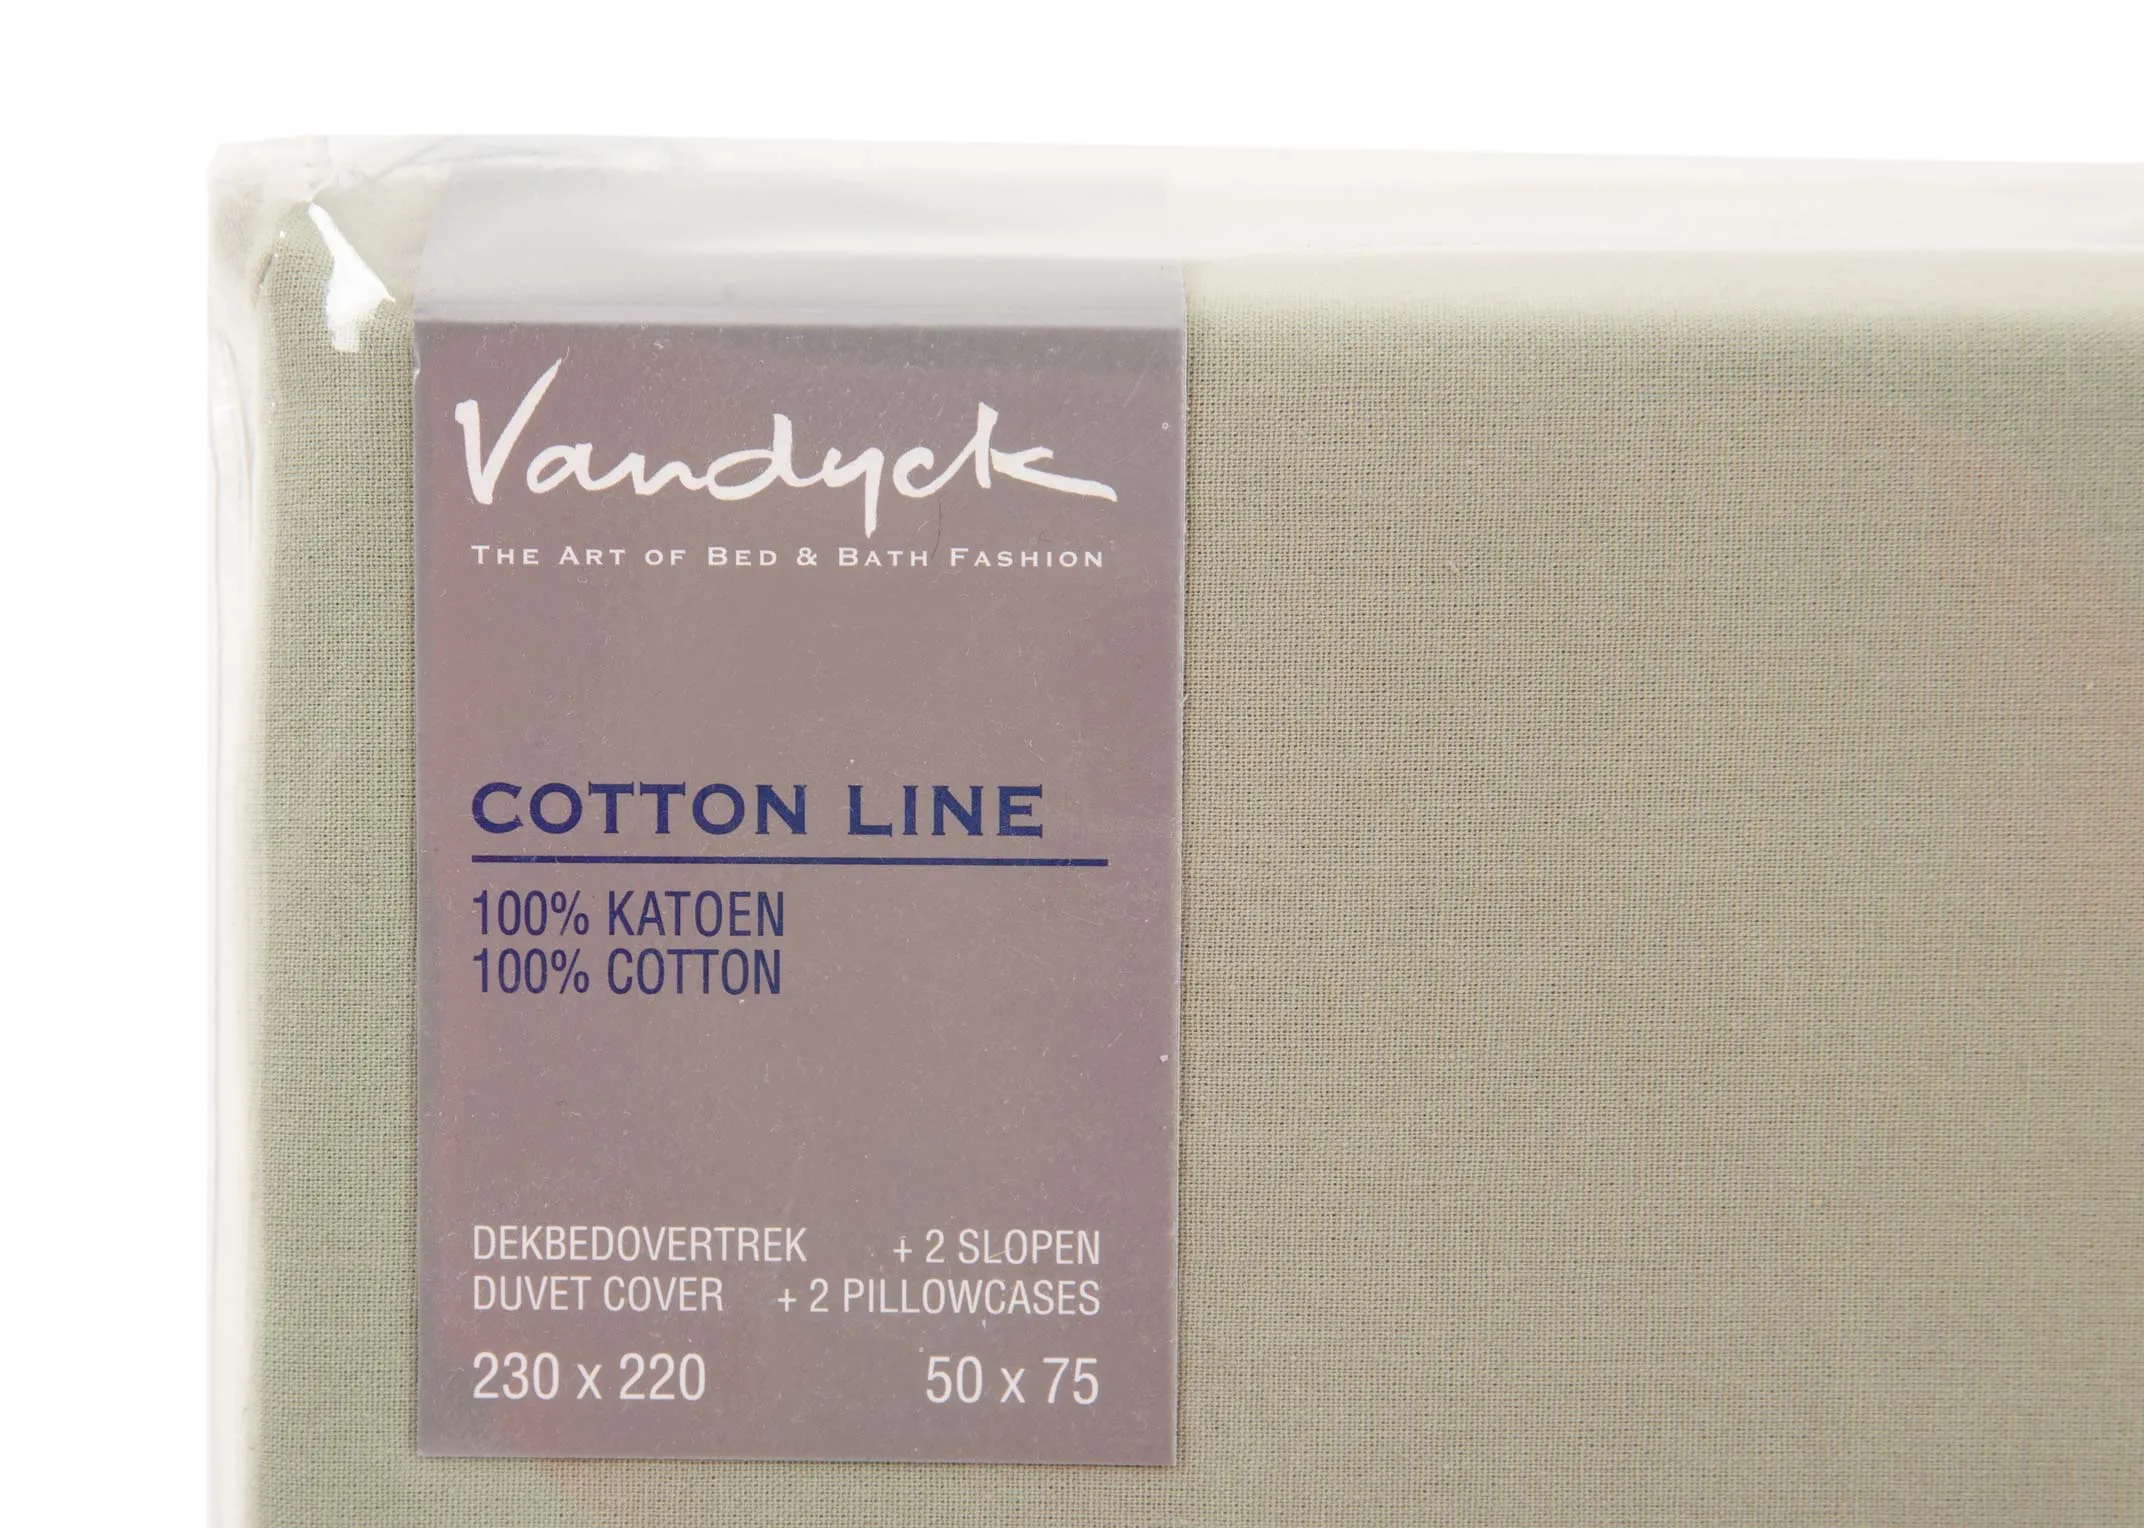 Vandyck
THE ART OF BED & BATH FASHION
COTTON LINE
100% KATOEN
100% COTTON
DEKBEDOVERTREK + 2 SLOPEN
DUVET COVER + 2 PILLOWCASES
230 x 220 50 x 75